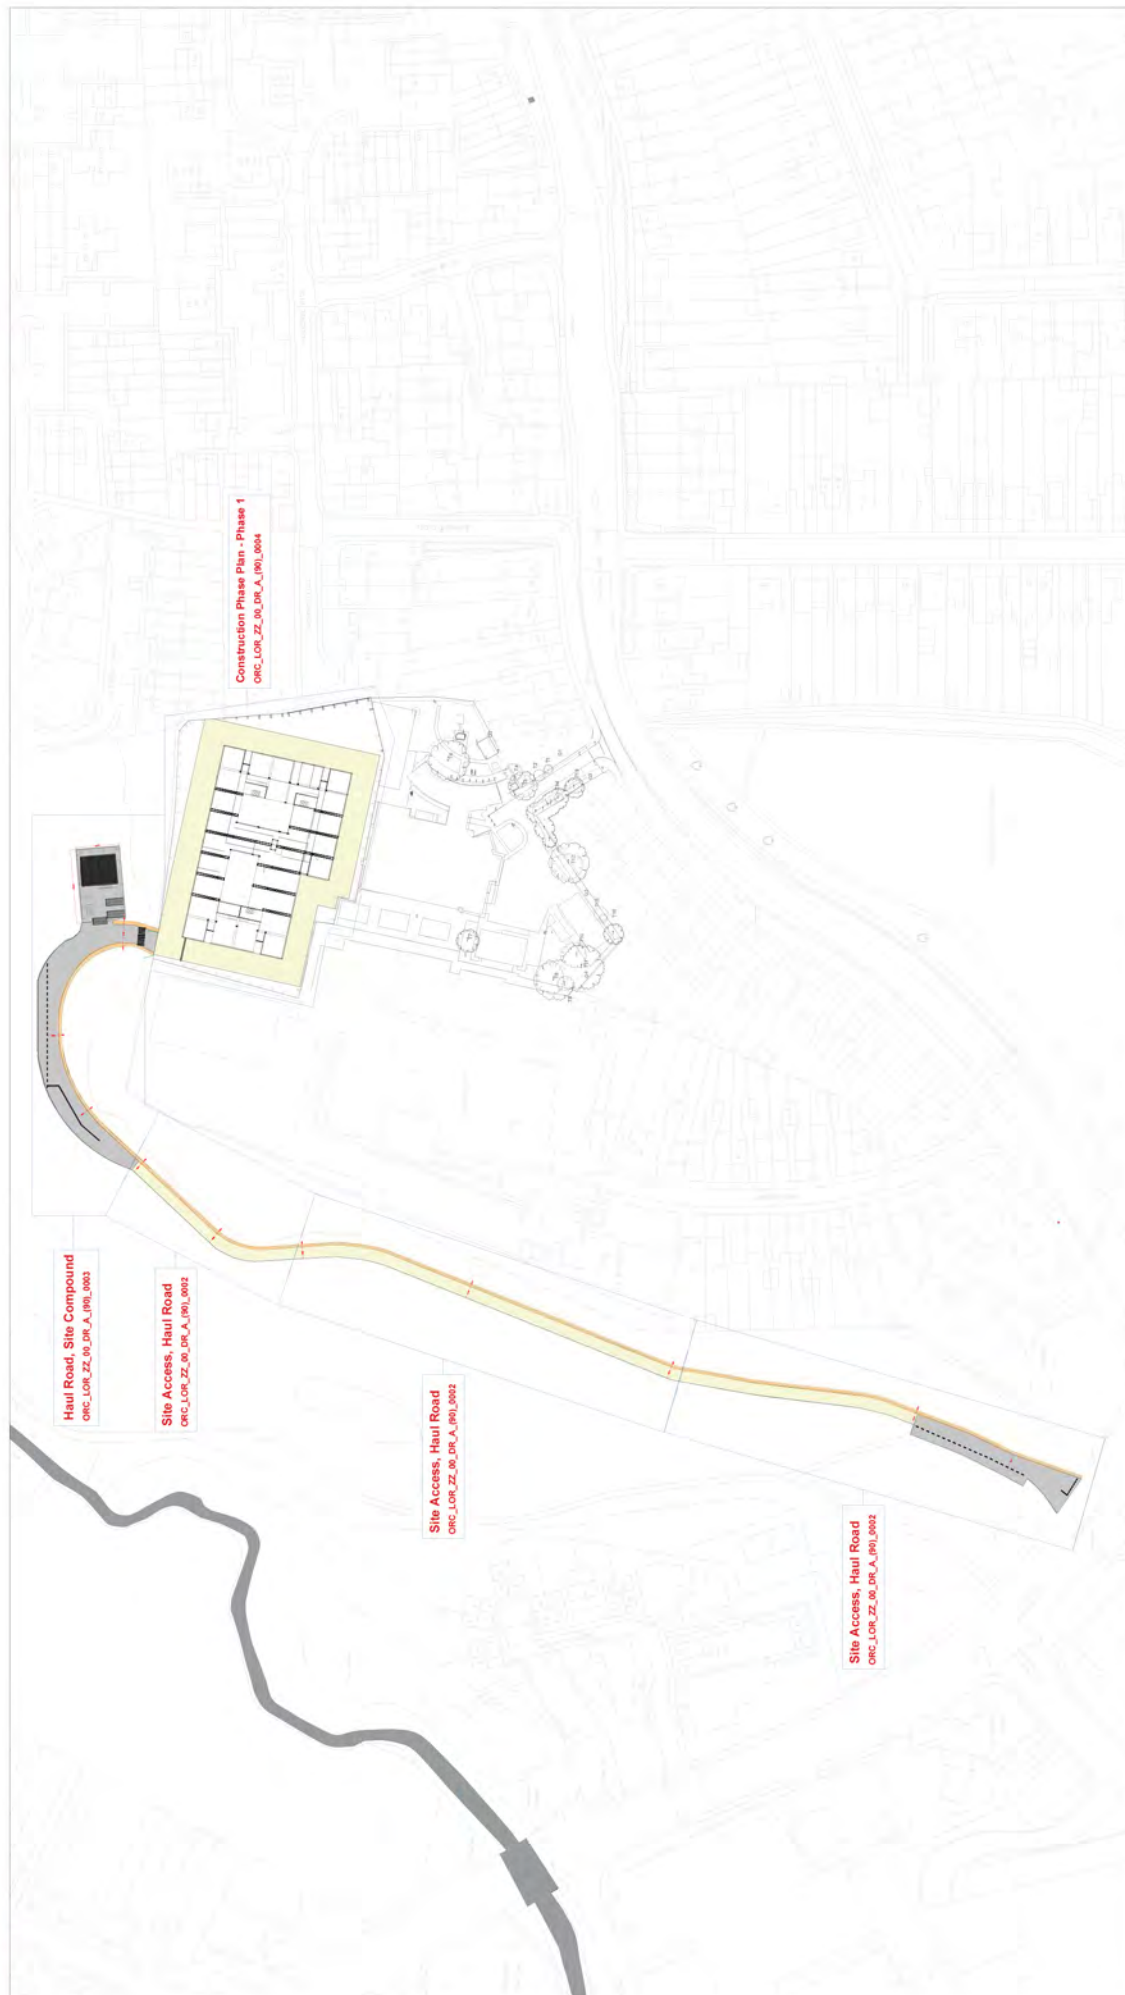 Construction Phase Plan - Phase 1
ORC_LOR_ZZ_00_DR_A_(90)_0004
Haul Road, Site Compound
ORC_LOR_ZZ_00_DR_A_(90)_0003
Site Access, Haul Road
ORC_LOR_ZZ_00_DR_A_(90)_0002
Site Access, Haul Road
ORC_LOR_ZZ_00_DR_A_(90)_0002
Site Access, Haul Road
ORC_LOR_ZZ_00_DR_A_(90)_0002